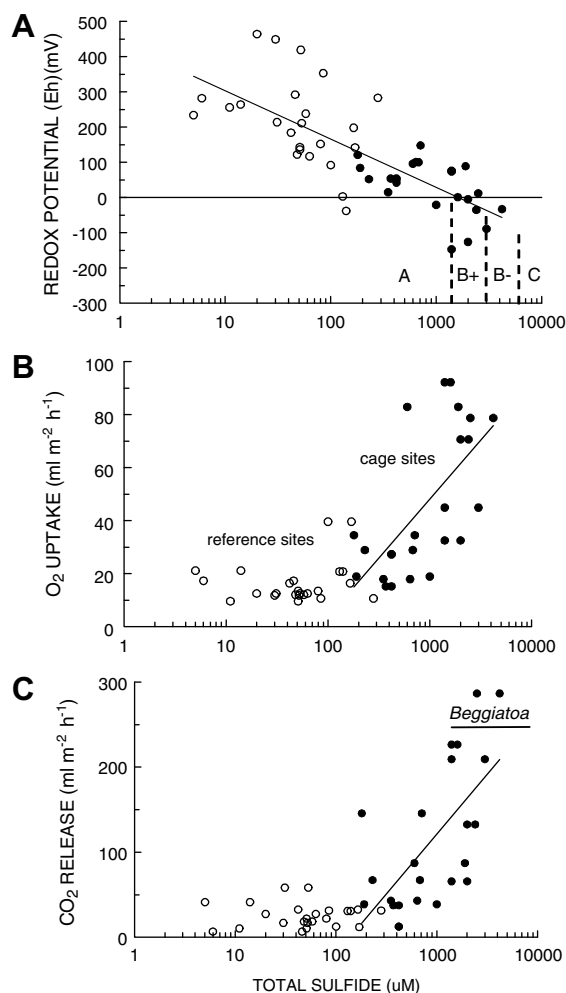 A
REDOX POTENTIAL (Eh)(mV)
500
400
300
200
100
0
-100
-200
-300
A
B+
B-
C
1
10
100
1000
10000
B
O₂ UPTAKE (ml m⁻² h⁻¹)
100
80
60
40
20
0
cage sites
reference sites
1
10
100
1000
10000
C
CO₂ RELEASE (ml m⁻² h⁻¹)
300
200
100
0
Beggiatoa
1
10
100
1000
10000
TOTAL SULFIDE (uM)